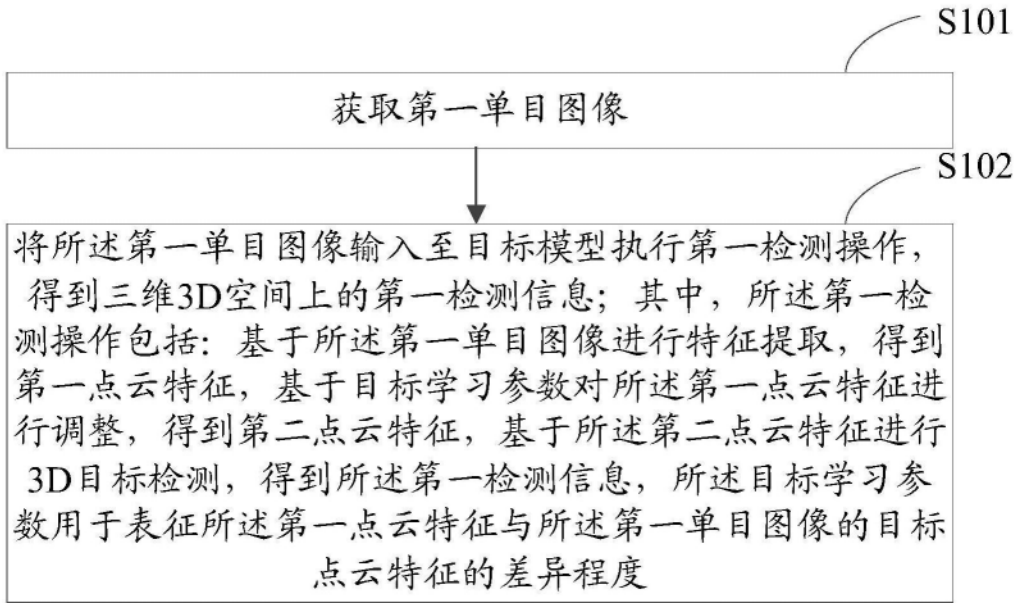 S101
获取第一单目图像
S102
将所述第一单目图像输入至目标模型执行第一检测操作，
得到三维3D空间上的第一检测信息；其中，所述第一检
测操作包括：基于所述第一单目图像进行特征提取，得到
第一点云特征，基于目标学习参数对所述第一点云特征进
行调整，得到第二点云特征，基于所述第二点云特征进行
3D目标检测，得到所述第一检测信息，所述目标学习参
数用于表征所述第一点云特征与所述第一单目图像的目标
点云特征的差异程度